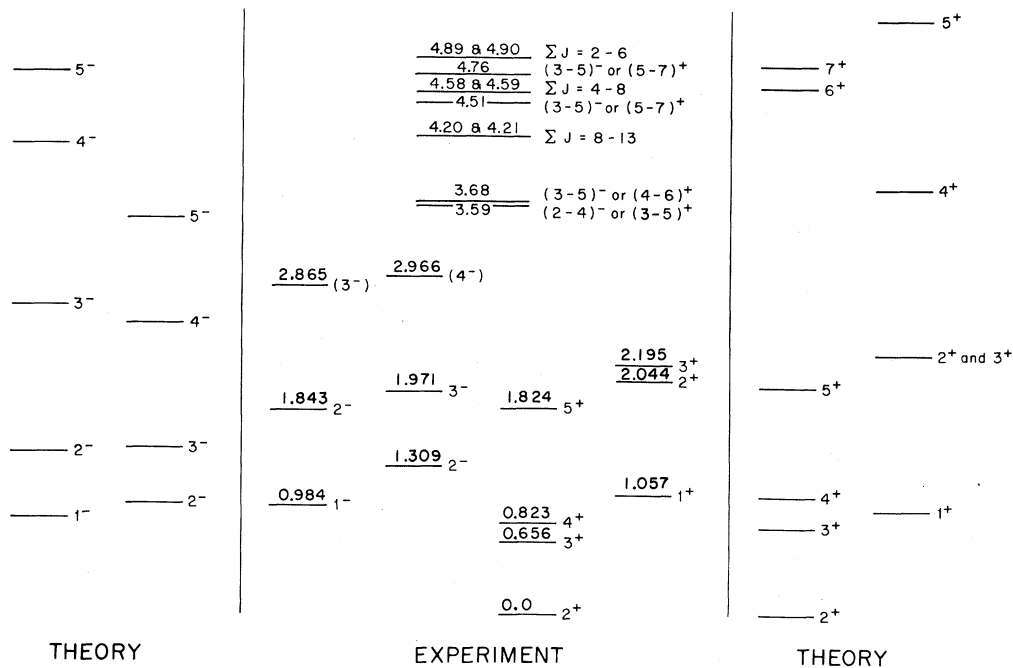 5⁺
4.89 & 4.90 Σ J = 2 - 6
5⁻
4.76 (3-5)⁻ or (5-7)⁺
7⁺
4.58 & 4.59 Σ J = 4 - 8
6⁺
4.51 (3-5)⁻ or (5-7)⁺
4.20 & 4.21 Σ J = 8 - 13
4⁻
3.68 (3-5)⁻ or (4-6)⁺
4⁺
3.59 (2-4)⁻ or (3-5)⁺
5⁻
2.865 (3⁻)
2.966 (4⁻)
3⁻
4⁻
2.195 3⁺
2⁺ and 3⁺
2.044 2⁺
1.843 2⁻
1.971 3⁻
1.824 5⁺
5⁺
2⁻
3⁻
1.309 2⁻
0.984 1⁻
1.057 1⁺
1⁻
2⁻
0.823 4⁺
4⁺
1⁺
0.656 3⁺
3⁺
0.0 2⁺
2⁺
THEORY
EXPERIMENT
THEORY